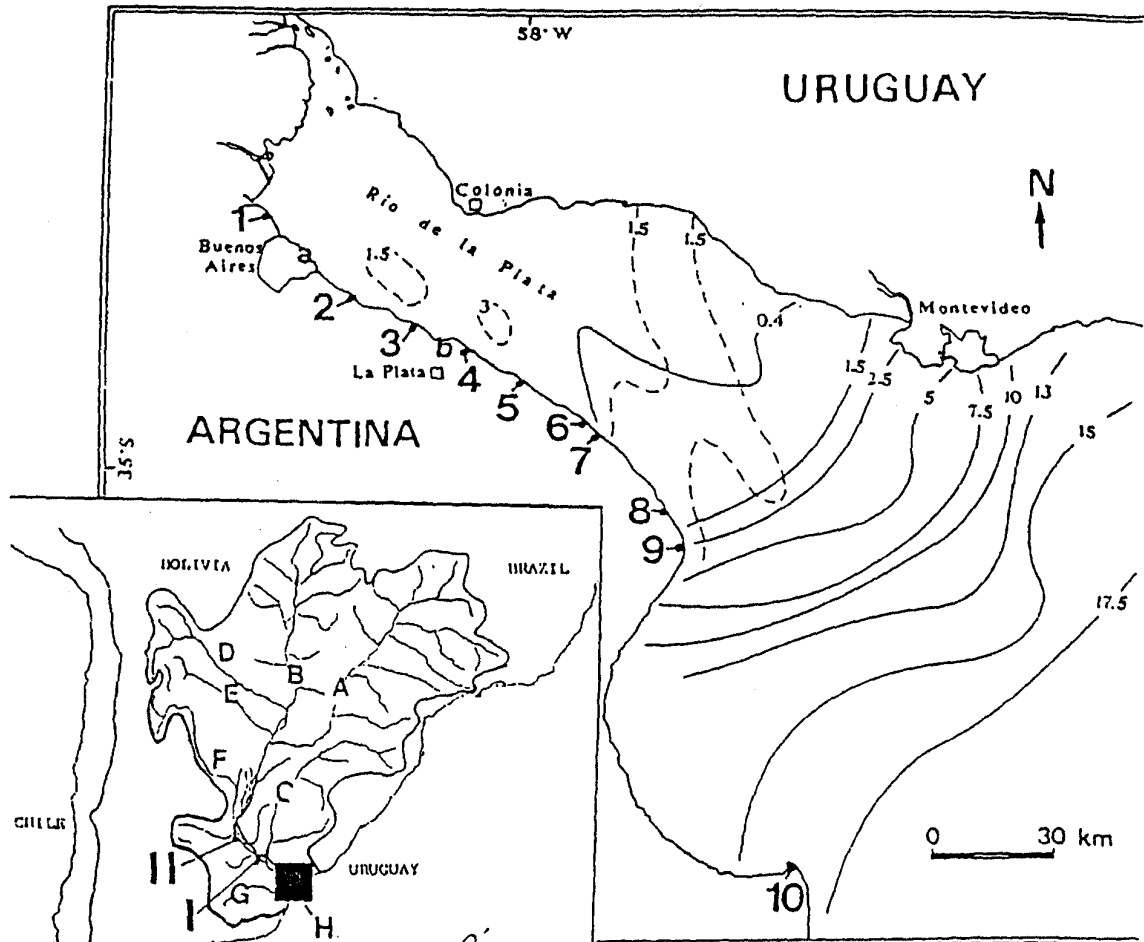 58° W
URUGUAY
N
Colonia
Rio de la Plata
1
Buenos
Aires
a
1.5
1.5
1.5
2
3
3
b
La Plata
4
5
0.4
Montevideo
1.5
2.5
5
7.5
10
13
15
6
7
ARGENTINA
35°S
8
9
17.5
BOLIVIA
BRAZIL
D
B
A
E
F
C
CHILE
II
I
G
URUGUAY
H
0 30 km
10